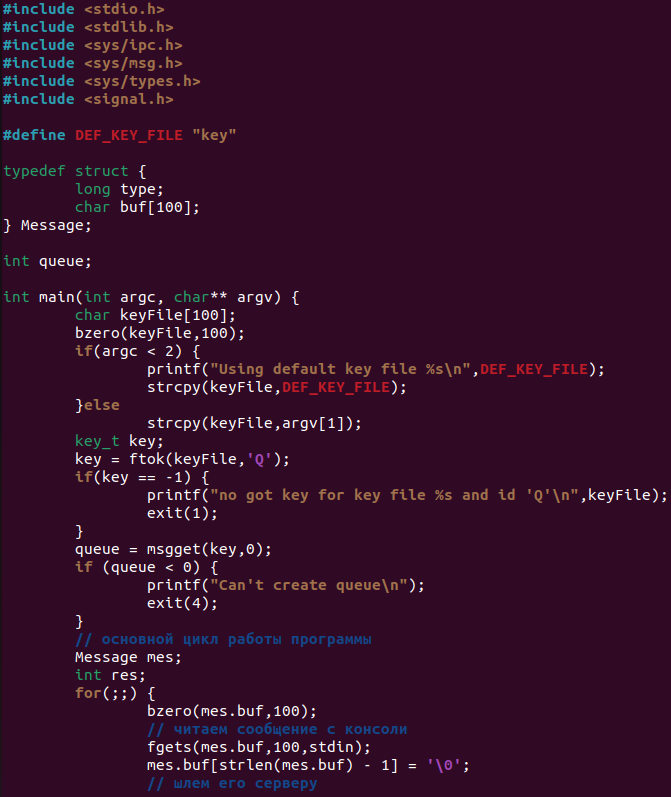 #include <stdio.h>
#include <stdlib.h>
#include <sys/ipc.h>
#include <sys/msg.h>
#include <sys/types.h>
#include <signal.h>

#define DEF_KEY_FILE "key"

typedef struct {
        long type;
        char buf[100];
} Message;

int queue;

int main(int argc, char** argv) {
        char keyFile[100];
        bzero(keyFile,100);
        if(argc < 2) {
                printf("Using default key file %s\n",DEF_KEY_FILE);
                strcpy(keyFile,DEF_KEY_FILE);
        }else
                strcpy(keyFile,argv[1]);
        key_t key;
        key = ftok(keyFile,'Q');
        if(key == -1) {
                printf("no got key for key file %s and id 'Q'\n",keyFile);
                exit(1);
        }
        queue = msgget(key,0);
        if (queue < 0) {
                printf("Can't create queue\n");
                exit(4);
        }
        // основной цикл работы программы
        Message mes;
        int res;
        for(;;) {
                bzero(mes.buf,100);
                // читаем сообщение с консоли
                fgets(mes.buf,100,stdin);
                mes.buf[strlen(mes.buf) - 1] = '\0';
                // шлем его серверу